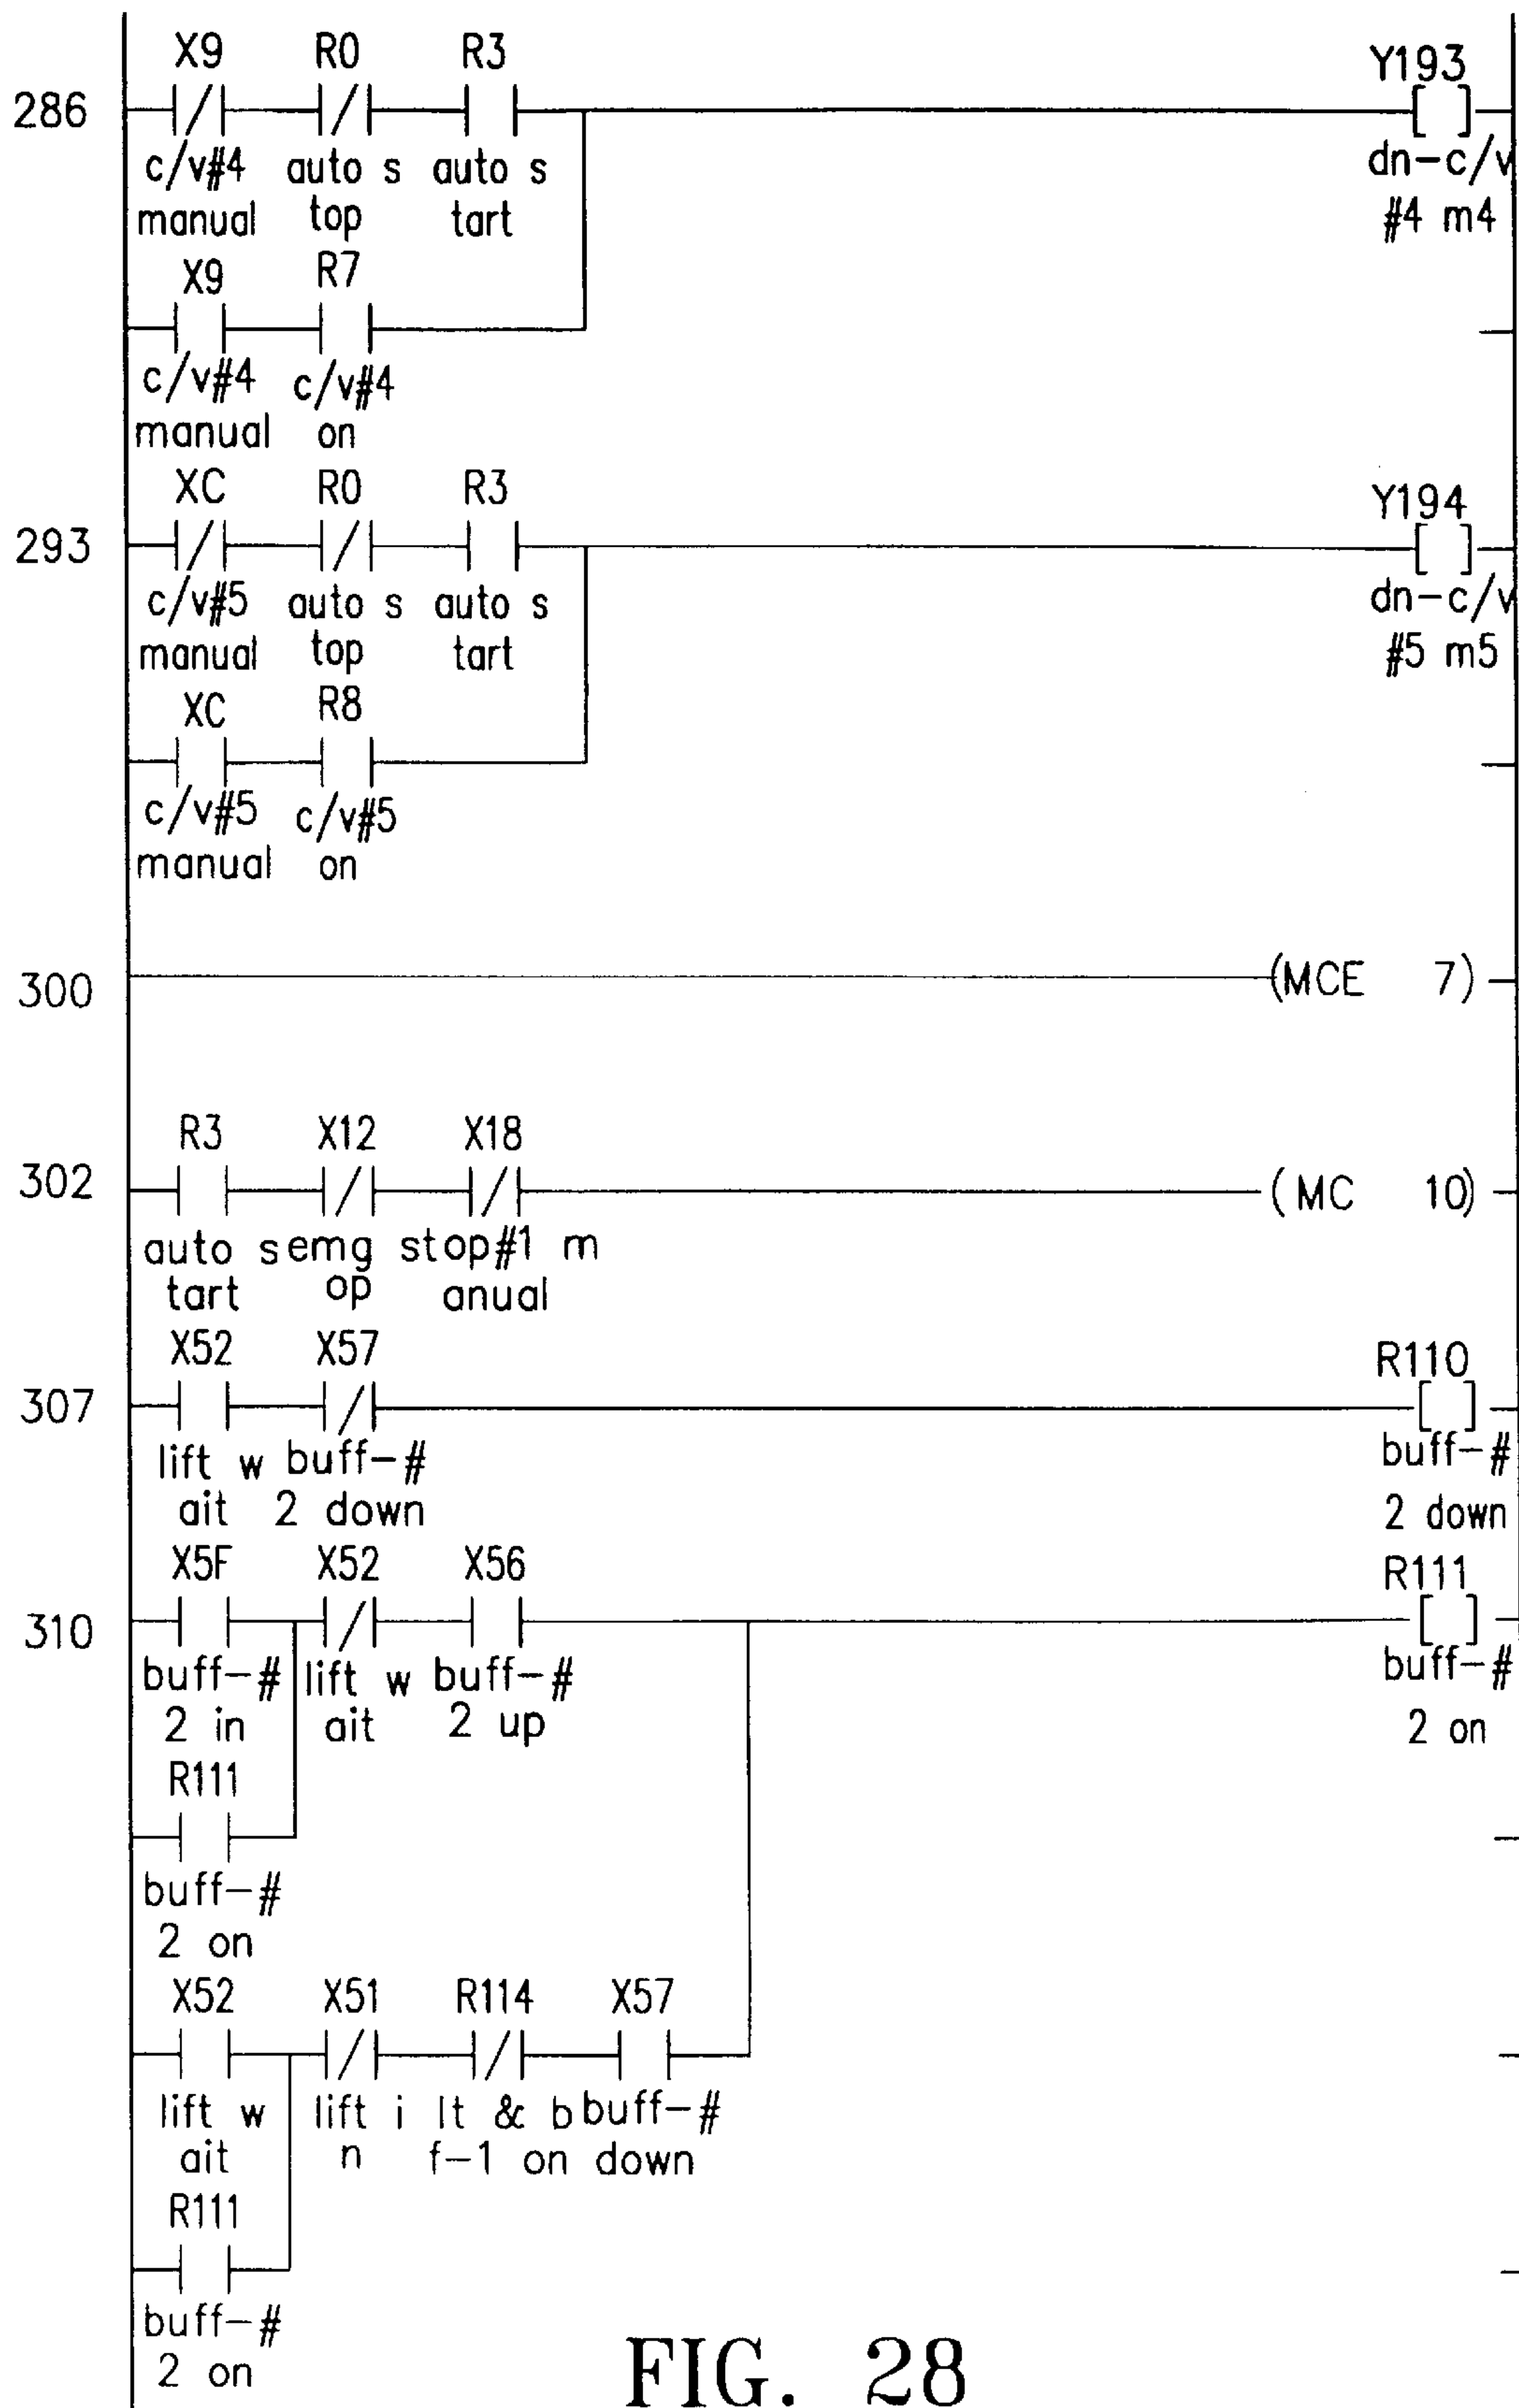 X9 R0 R3 Y193
286
c/v#4 auto s auto s dn-c/v
manual top tart #4 m4
X9 R7
c/v#4 c/v#4
manual on
XC R0 R3 Y194
293
c/v#5 auto s auto s dn-c/v
manual top tart #5 m5
XC R8
c/v#5 c/v#5
manual on
300 (MCE 7)
R3 X12 X18
302 (MC 10)
auto semg stop#1 m
tart op anual
X52 X57 R110
307
lift w buff-# buff-#
ait 2 down 2 down
X5F X52 X56 R111
310
buff-# lift w buff-# buff-#
2 in ait 2 up 2 on
R111
buff-#
2 on
X52 X51 R114 X57
lift w lift i lt & b buff-#
ait n f-1 on down
R111
buff-#
2 on
FIG. 28